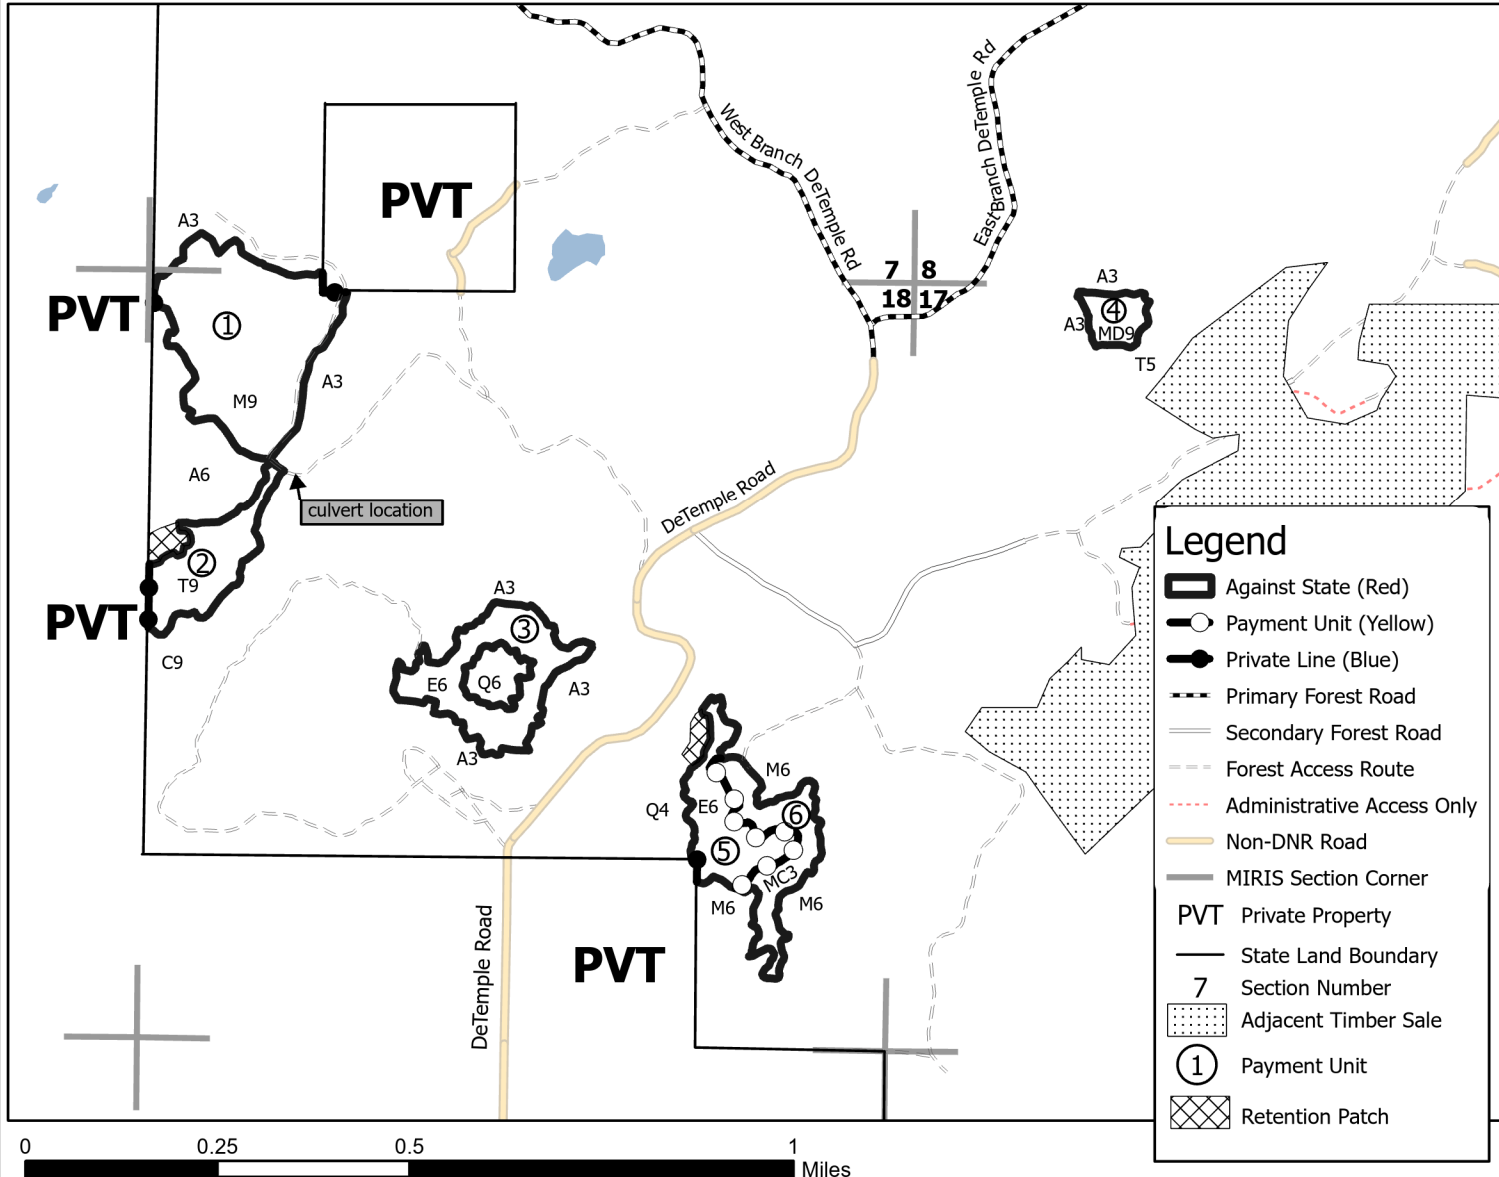 West Branch DeTemple Rd
EastBranch DeTemple Rd
PVT
A3
7 8
18 17
PVT
1
A3
4
A3
MD9
T5
A3
M9
A6
culvert location
DeTemple Road
2
T9
PVT
C9
A3
3
E6
Q6
A3
A3
M6
Q4
E6
6
5
MC3
M6
M6
PVT
DeTemple Road
Legend
Against State (Red)
Payment Unit (Yellow)
Private Line (Blue)
Primary Forest Road
Secondary Forest Road
Forest Access Route
Administrative Access Only
Non-DNR Road
MIRIS Section Corner
PVT Private Property
State Land Boundary
7 Section Number
Adjacent Timber Sale
1 Payment Unit
Retention Patch
0 0.25 0.5 1
Miles